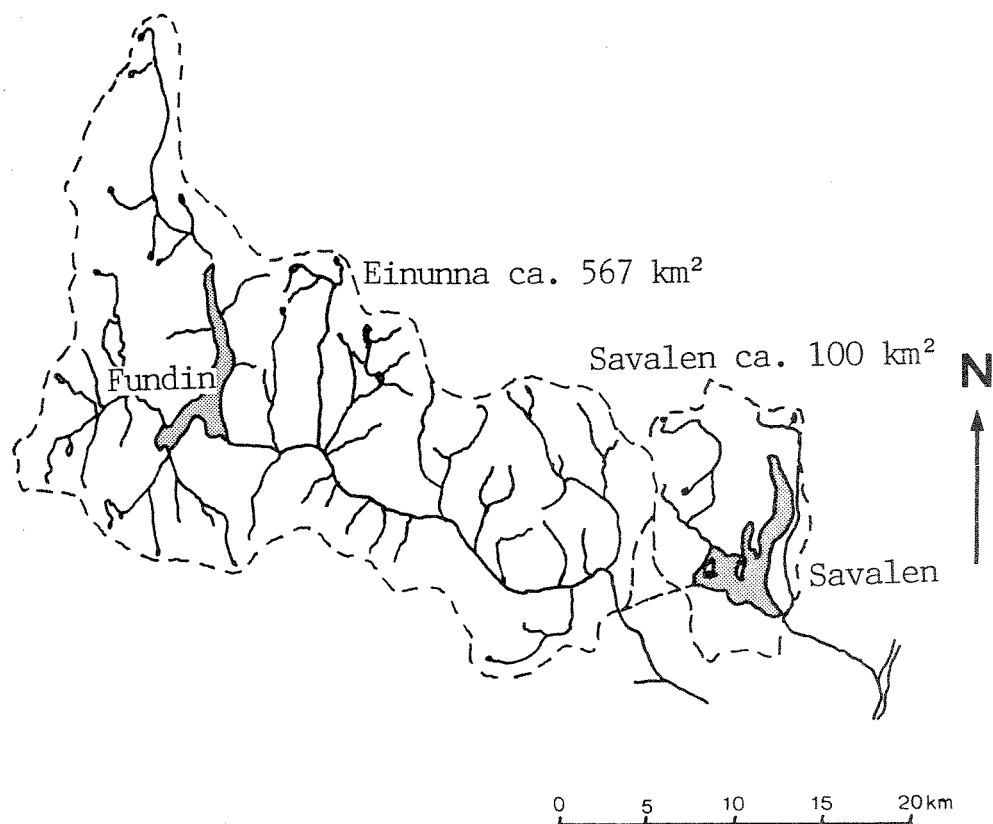 Einunna ca. 567 km²
Savalen ca. 100 km²
N
Fundin
Savalen
0 5 10 15 20 km